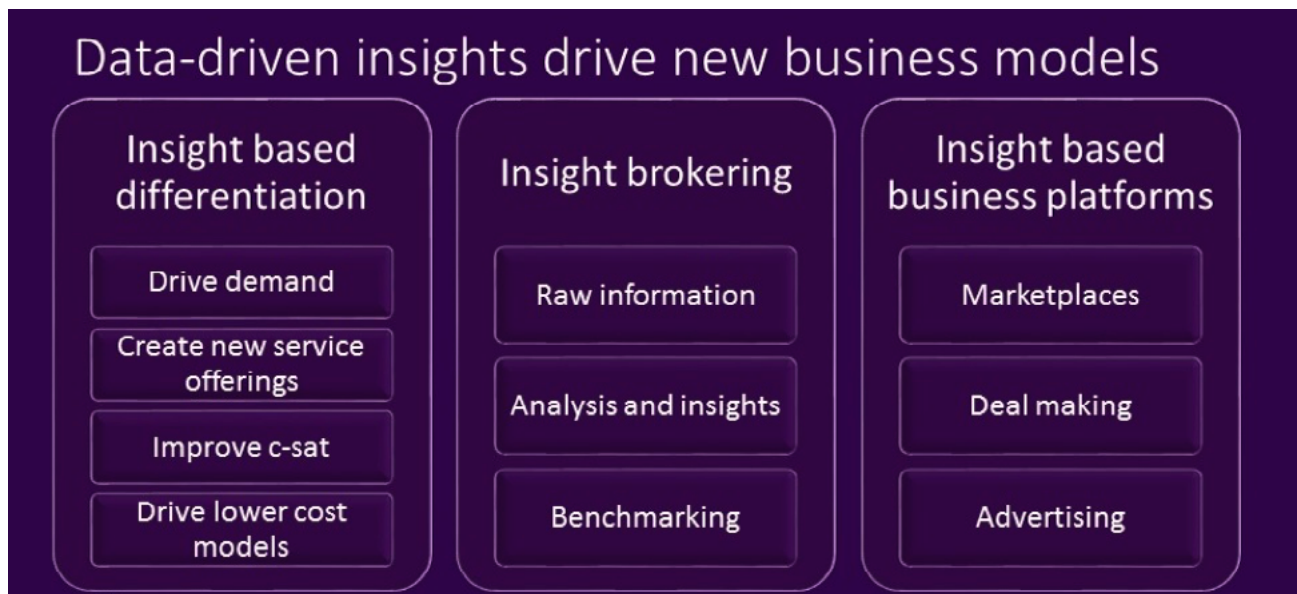 Data-driven insights drive new business models
Insight based
differentiation
Drive demand
Create new service
offerings
Improve c-sat
Drive lower cost
models
Insight brokering
Raw information
Analysis and insights
Benchmarking
Insight based
business platforms
Marketplaces
Deal making
Advertising